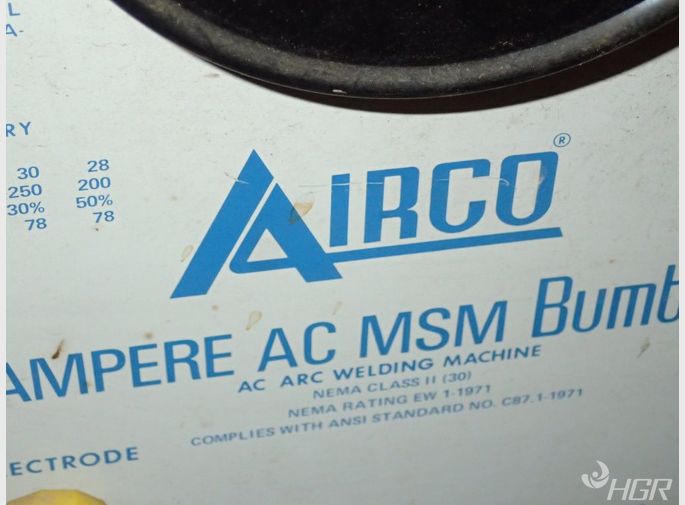 L
A-
RY
30 28
250 200
30% 50%
78 78
AIRCO®
AMPERE AC MSM Bumb
AC ARC WELDING MACHINE
NEMA CLASS II (30)
NEMA RATING EW 1-1971
COMPLIES WITH ANSI STANDARD NO. C87.1-1971
ECTRODE
HGR